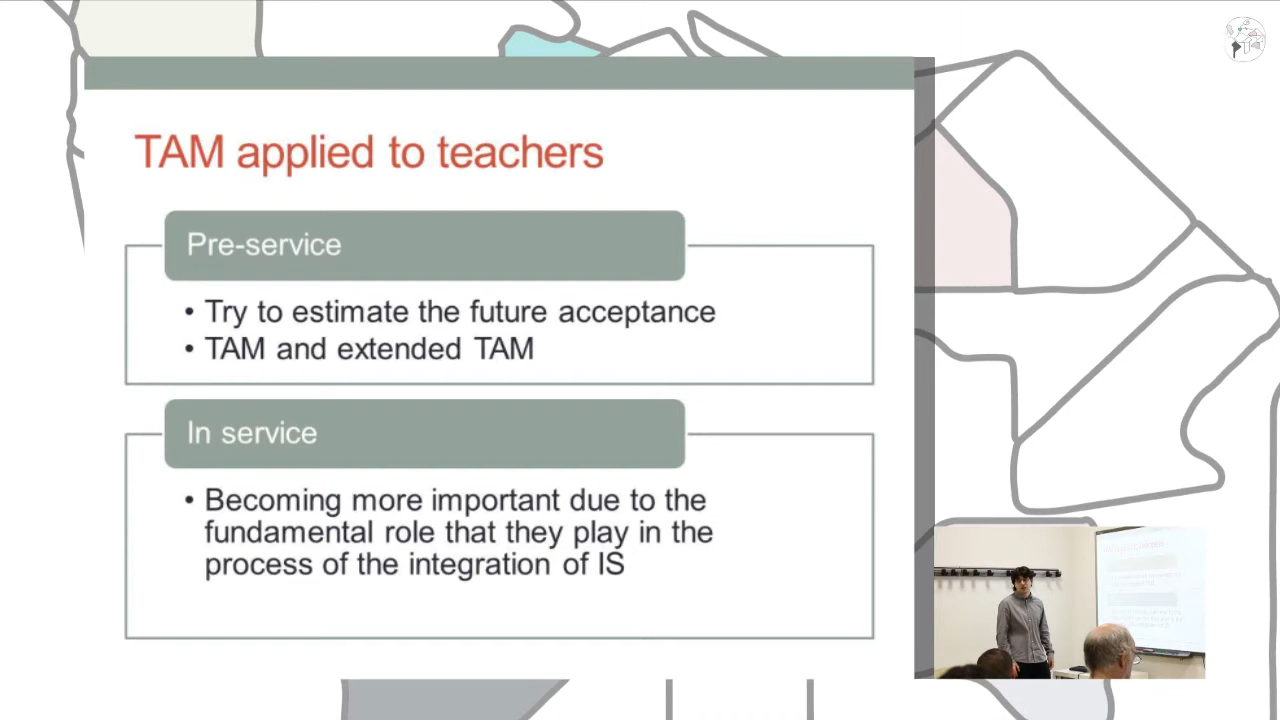 TAM applied to teachers
Pre-service
• Try to estimate the future acceptance
• TAM and extended TAM
In service
• Becoming more important due to the
fundamental role that they play in the
process of the integration of IS